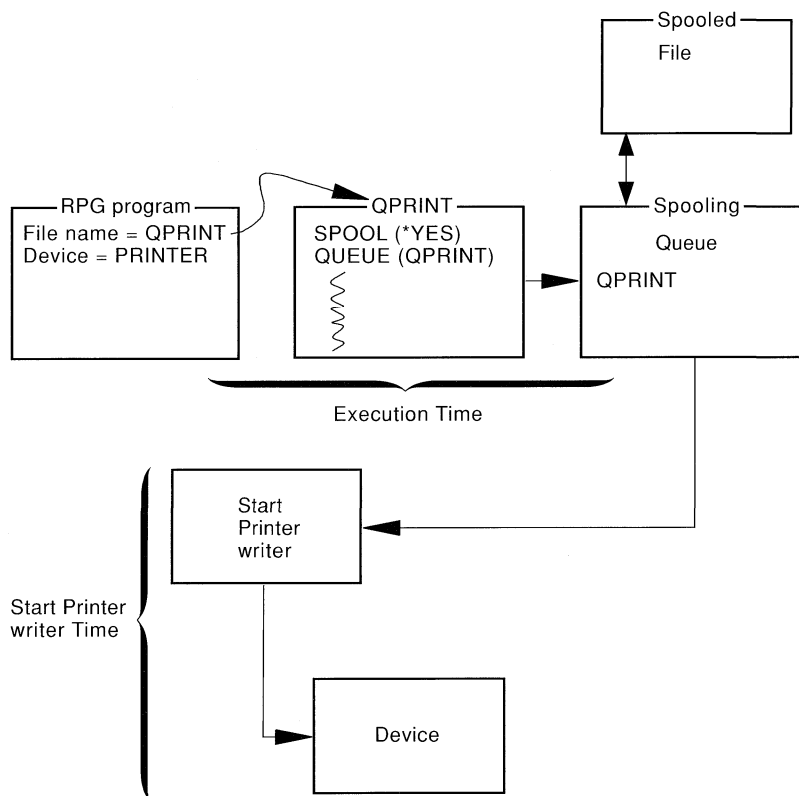 Spooled
File
RPG program
File name = QPRINT
Device = PRINTER
QPRINT
SPOOL (*YES)
QUEUE (QPRINT)
Spooling
Queue
QPRINT
Execution Time
Start
Printer
writer
Start Printer
writer Time
Device